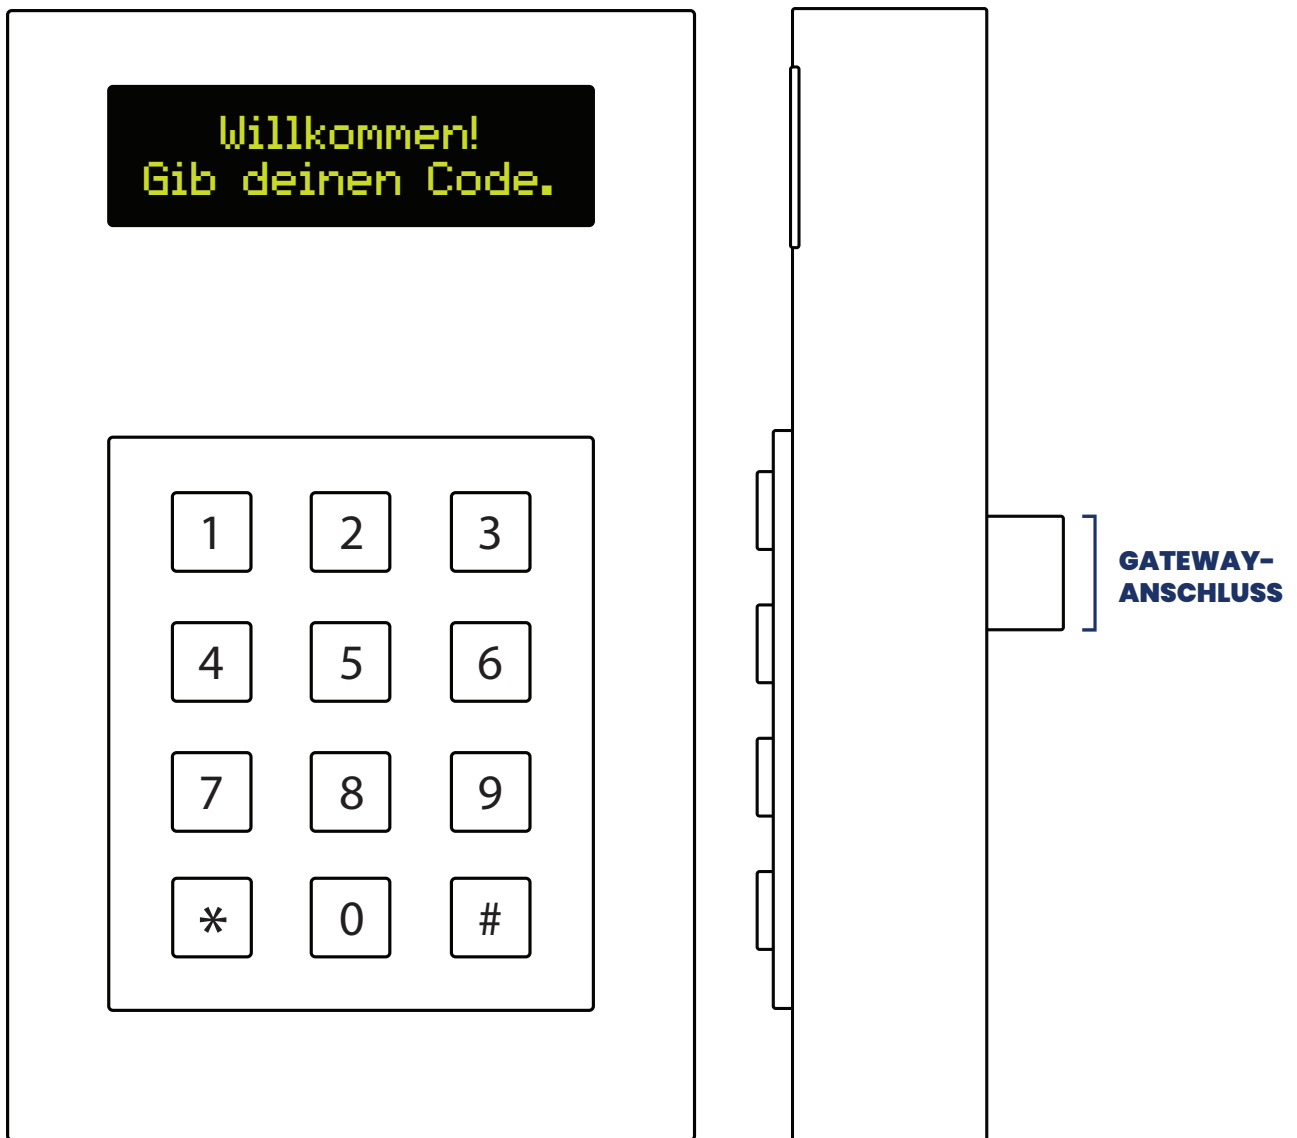 Willkommen!
Gib deinen Code.
1 2 3
4 5 6
7 8 9
* 0 #
GATEWAY-
ANSCHLUSS